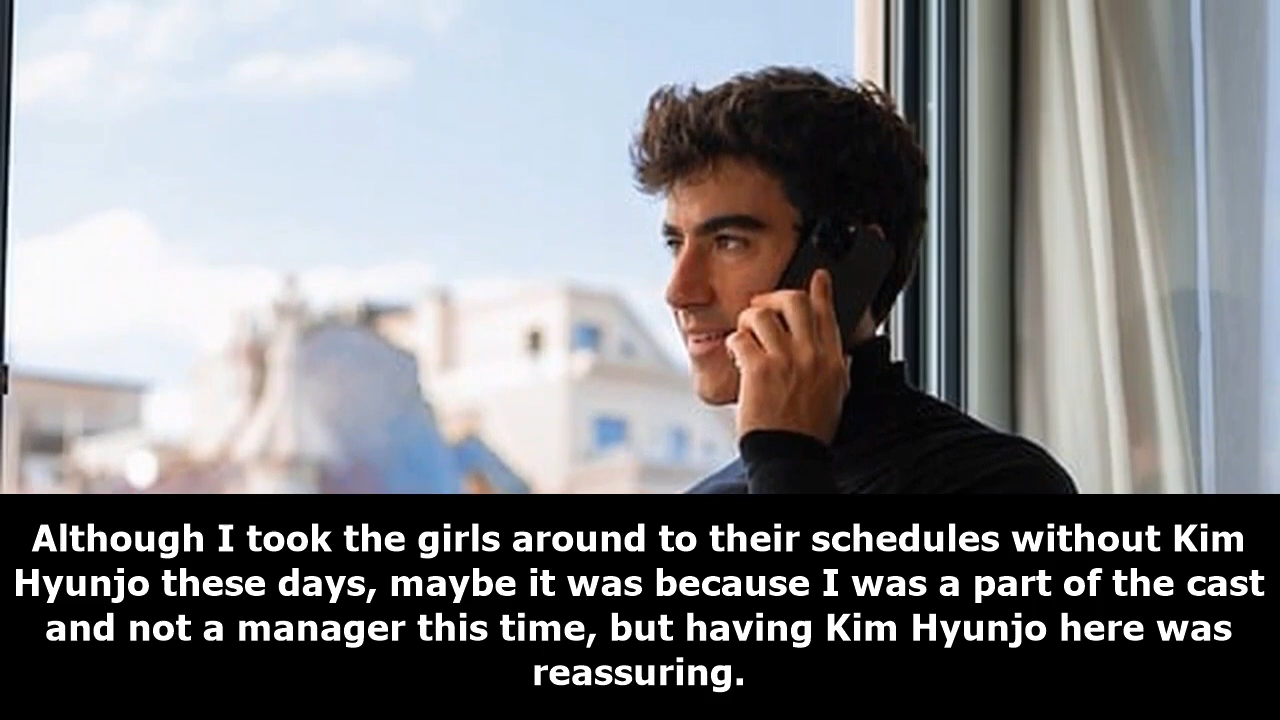 Although I took the girls around to their schedules without Kim
Hyunjo these days, maybe it was because I was a part of the cast
and not a manager this time, but having Kim Hyunjo here was
reassuring.